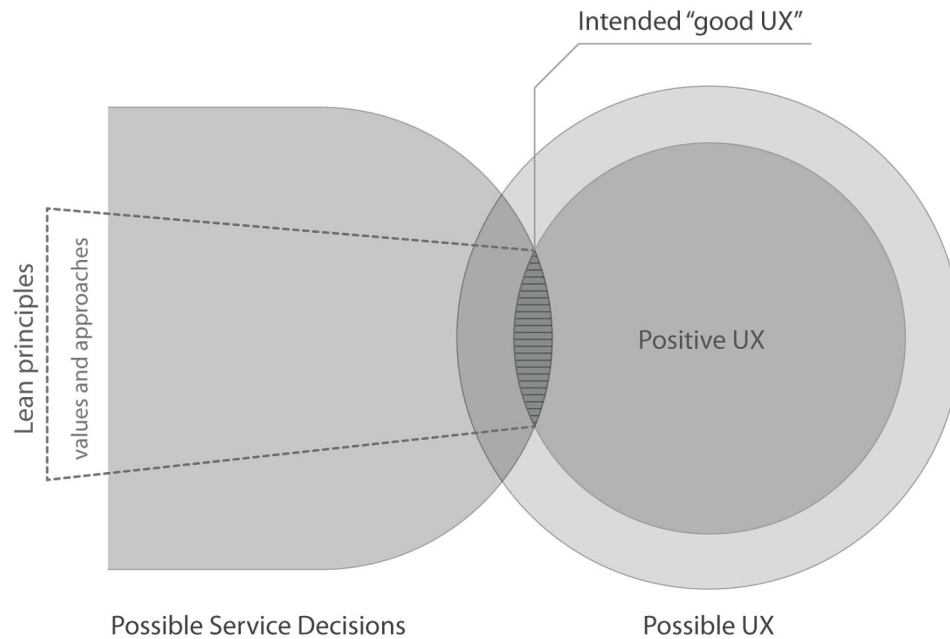 Intended “good UX”
Lean principles
values and approaches
Positive UX
Possible Service Decisions
Possible UX